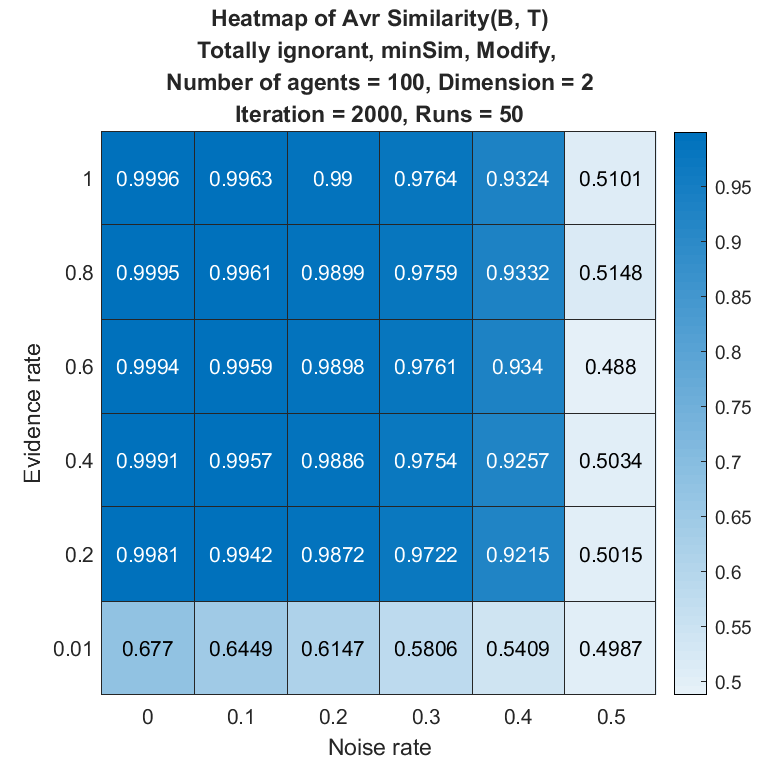 Heatmap of Avr Similarity(B, T)
Totally ignorant, minSim, Modify,
Number of agents = 100, Dimension = 2
Iteration = 2000, Runs = 50
1 0.9996 0.9963 0.99 0.9764 0.9324 0.5101
0.8 0.9995 0.9961 0.9899 0.9759 0.9332 0.5148
0.6 0.9994 0.9959 0.9898 0.9761 0.934 0.488
0.4 0.9991 0.9957 0.9886 0.9754 0.9257 0.5034
0.2 0.9981 0.9942 0.9872 0.9722 0.9215 0.5015
0.01 0.677 0.6449 0.6147 0.5806 0.5409 0.4987
0 0.1 0.2 0.3 0.4 0.5
Noise rate
Evidence rate
0.95
0.9
0.85
0.8
0.75
0.7
0.65
0.6
0.55
0.5